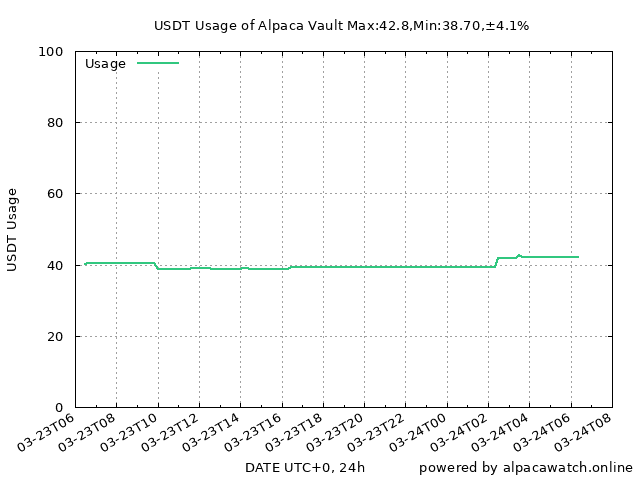 USDT Usage of Alpaca Vault Max:42.8,Min:38.70,±4.1%
Usage
USDT Usage
100
80
60
40
20
0
03-23T06
03-23T08
03-23T10
03-23T12
03-23T14
03-23T16
03-23T18
03-23T20
03-23T22
03-24T00
03-24T02
03-24T04
03-24T06
03-24T08
DATE UTC+0, 24h
powered by alpacawatch.online